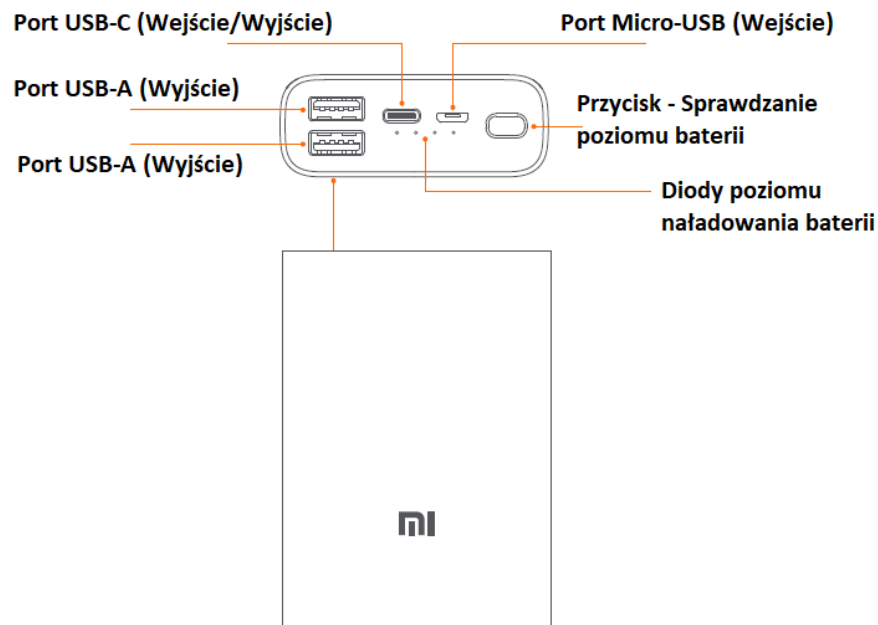 Port USB-C (Wejście/Wyjście)
Port Micro-USB (Wejście)
Port USB-A (Wyjście)
Przycisk - Sprawdzanie
poziomu baterii
Port USB-A (Wyjście)
Diody poziomu
naładowania baterii
mi